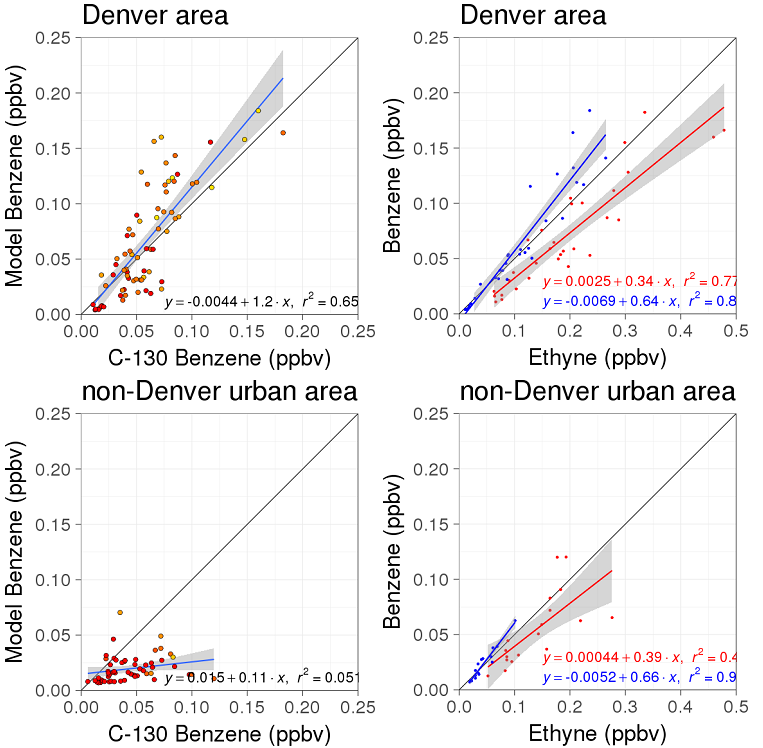 Denver area
Model Benzene (ppbv)
0.25
0.20
0.15
0.10
0.05
0.00
y = -0.0044 + 1.2 · x, r² = 0.65
0.00 0.05 0.10 0.15 0.20 0.25
C-130 Benzene (ppbv)
Denver area
Benzene (ppbv)
0.25
0.20
0.15
0.10
0.05
0.00
y = 0.0025 + 0.34 · x, r² = 0.77
y = -0.0069 + 0.64 · x, r² = 0.8
0.0 0.1 0.2 0.3 0.4 0.5
Ethyne (ppbv)
non-Denver urban area
Model Benzene (ppbv)
0.25
0.20
0.15
0.10
0.05
0.00
y = 0.015 + 0.11 · x, r² = 0.051
0.00 0.05 0.10 0.15 0.20 0.25
C-130 Benzene (ppbv)
non-Denver urban area
Benzene (ppbv)
0.25
0.20
0.15
0.10
0.05
0.00
y = 0.00044 + 0.39 · x, r² = 0.4
y = -0.0052 + 0.66 · x, r² = 0.9
0.0 0.1 0.2 0.3 0.4 0.5
Ethyne (ppbv)